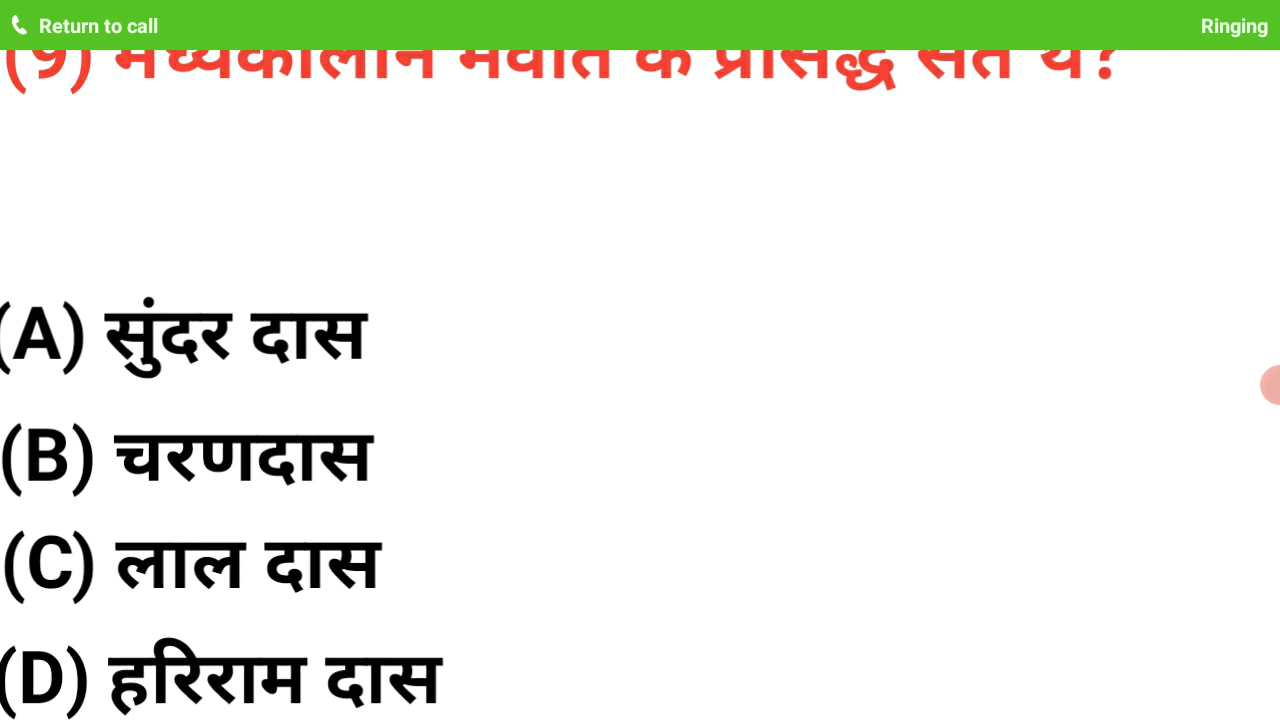 Return to call
Ringing
(9) मध्यकालीन मेवात के प्रसिद्ध संत थे?
(A) सुंदर दास
(B) चरणदास
(C) लाल दास
(D) हरिराम दास